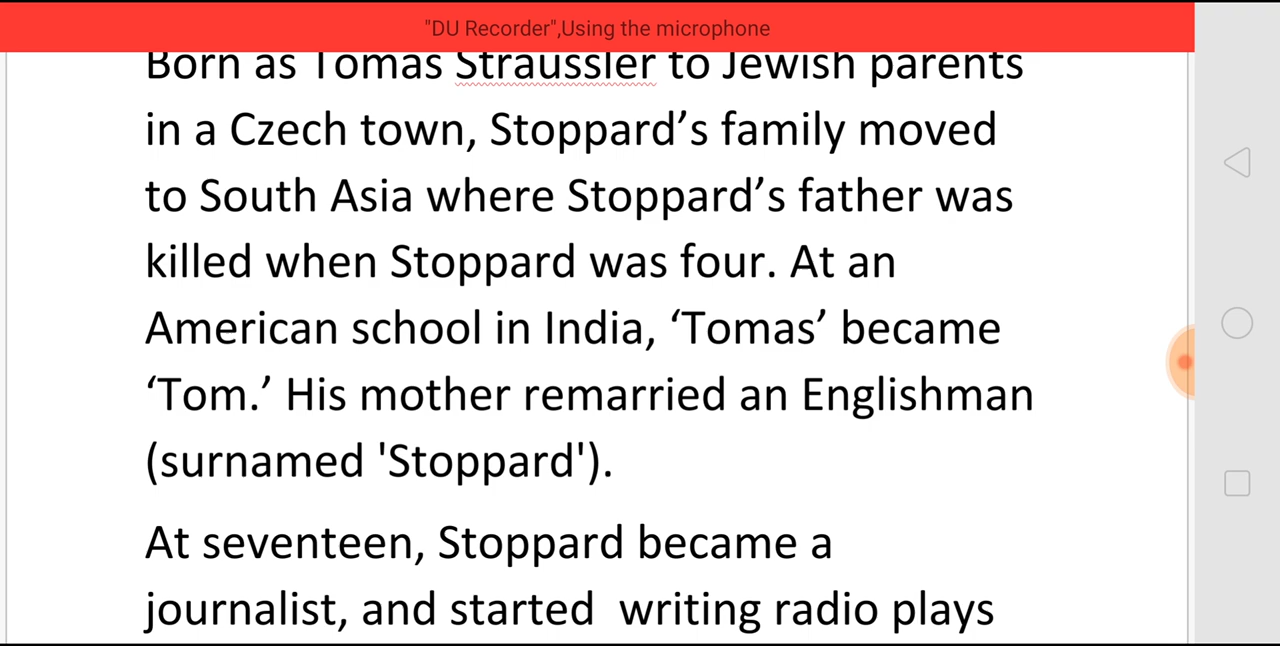 "DU Recorder",Using the microphone
Born as Tomas Straussler to Jewish parents
in a Czech town, Stoppard’s family moved
to South Asia where Stoppard’s father was
killed when Stoppard was four. At an
American school in India, ‘Tomas’ became
‘Tom.’ His mother remarried an Englishman
(surnamed 'Stoppard').
At seventeen, Stoppard became a
journalist, and started  writing radio plays